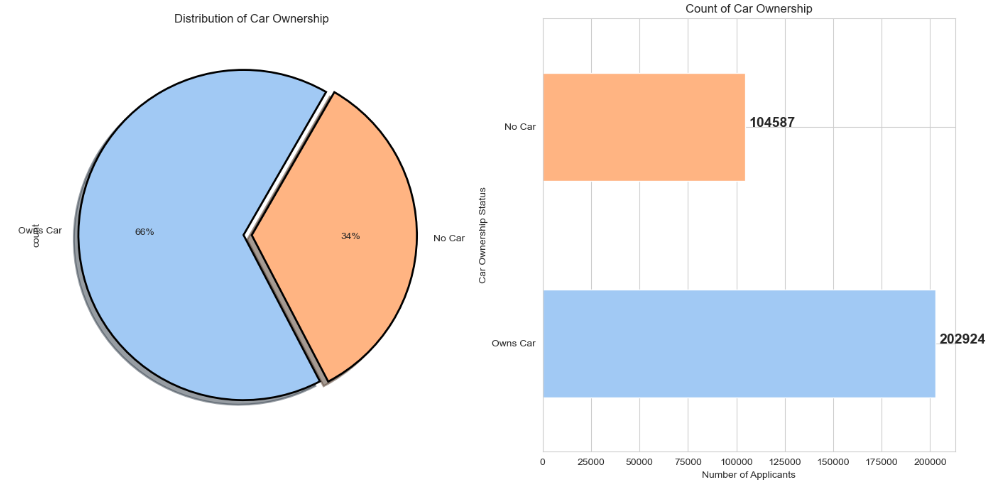 Distribution of Car Ownership
Owns Car
count
66%
34%
No Car
Count of Car Ownership
Car Ownership Status
No Car
104587
Owns Car
202924
0 25000 50000 75000 100000 125000 150000 175000 200000
Number of Applicants